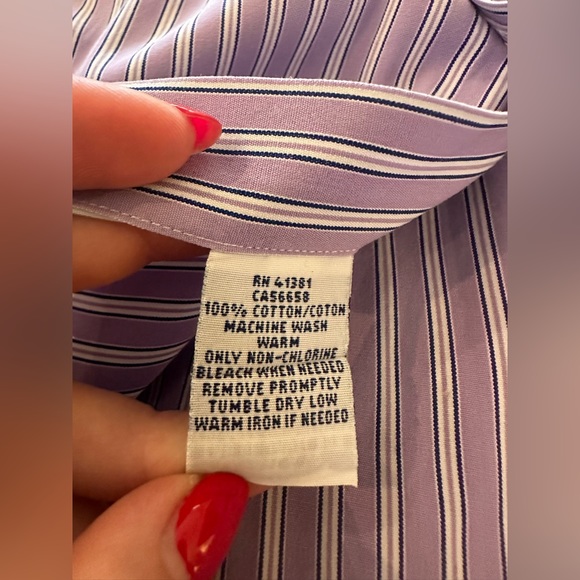 RN 41381
CA56658
100% COTTON/COTON
MACHINE WASH
WARM
ONLY NON-CHLORINE
BLEACH WHEN NEEDED
REMOVE PROMPTLY
TUMBLE DRY LOW
WARM IRON IF NEEDED